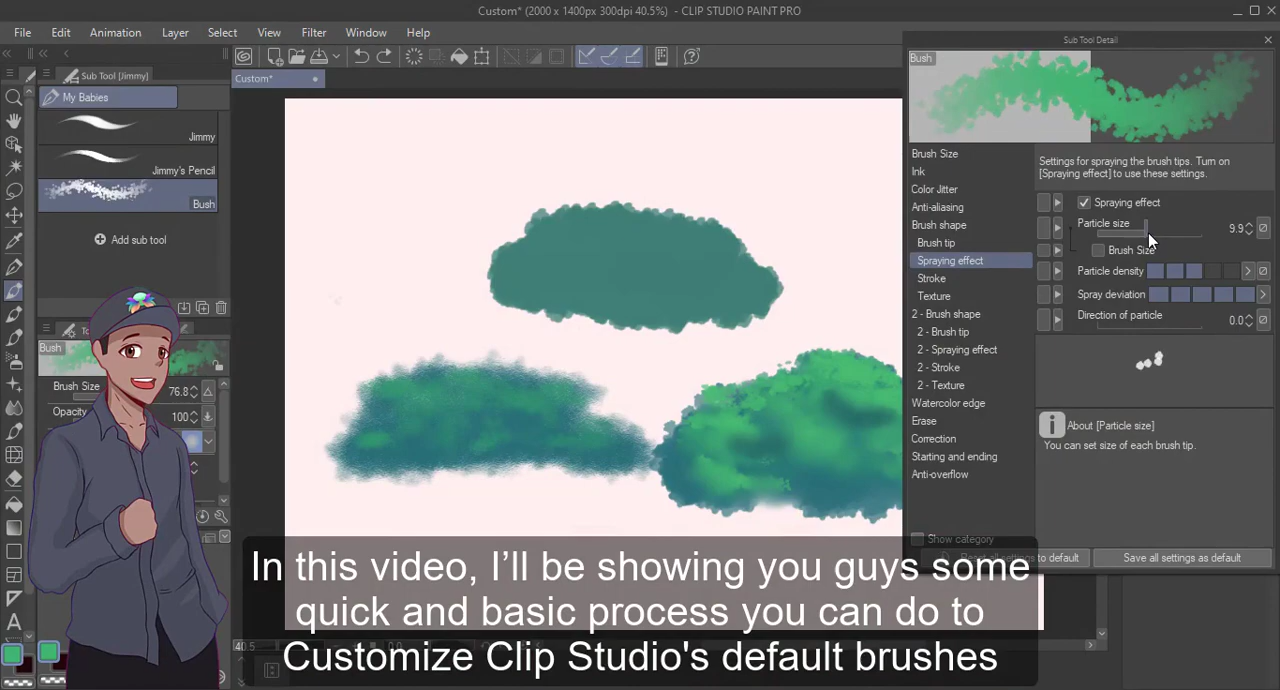 Custom* (2000 x 1400px 300dpi 40.5%) - CLIP STUDIO PAINT PRO
File Edit Animation Layer Select View Filter Window Help
Sub Tool [Jimmy]
My Babies
Jimmy
Jimmy's Pencil
Bush
Add sub tool
Bush
Brush Size 76.8
Opacity 100
Custom*
Sub Tool Detail
Bush
Brush Size
Ink
Color Jitter
Anti-aliasing
Brush shape
Brush tip
Spraying effect
Stroke
Texture
2 - Brush shape
2 - Brush tip
2 - Spraying effect
2 - Stroke
2 - Texture
Watercolor edge
Erase
Correction
Starting and ending
Anti-overflow
Show category
Settings for spraying the brush tips. Turn on
[Spraying effect] to use these settings.
Spraying effect
Particle size 9.9
Brush Size
Particle density
Spray deviation
Direction of particle 0.0
About [Particle size]
You can set size of each brush tip.
Reset all settings to default
Save all settings as default
40.5
In this video, I'll be showing you guys some
quick and basic process you can do to
Customize Clip Studio's default brushes